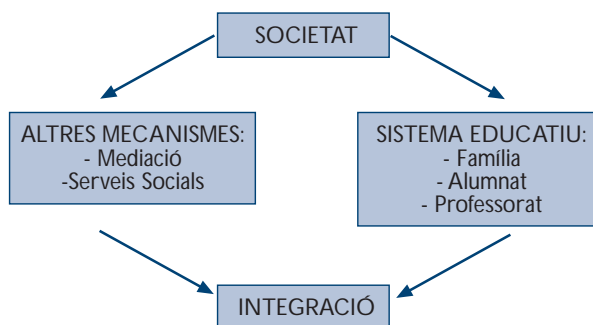 SOCIETAT
ALTRES MECANISMES:
- Mediació
-Serveis Socials
SISTEMA EDUCATIU:
- Família
- Alumnat
- Professorat
INTEGRACIÓ